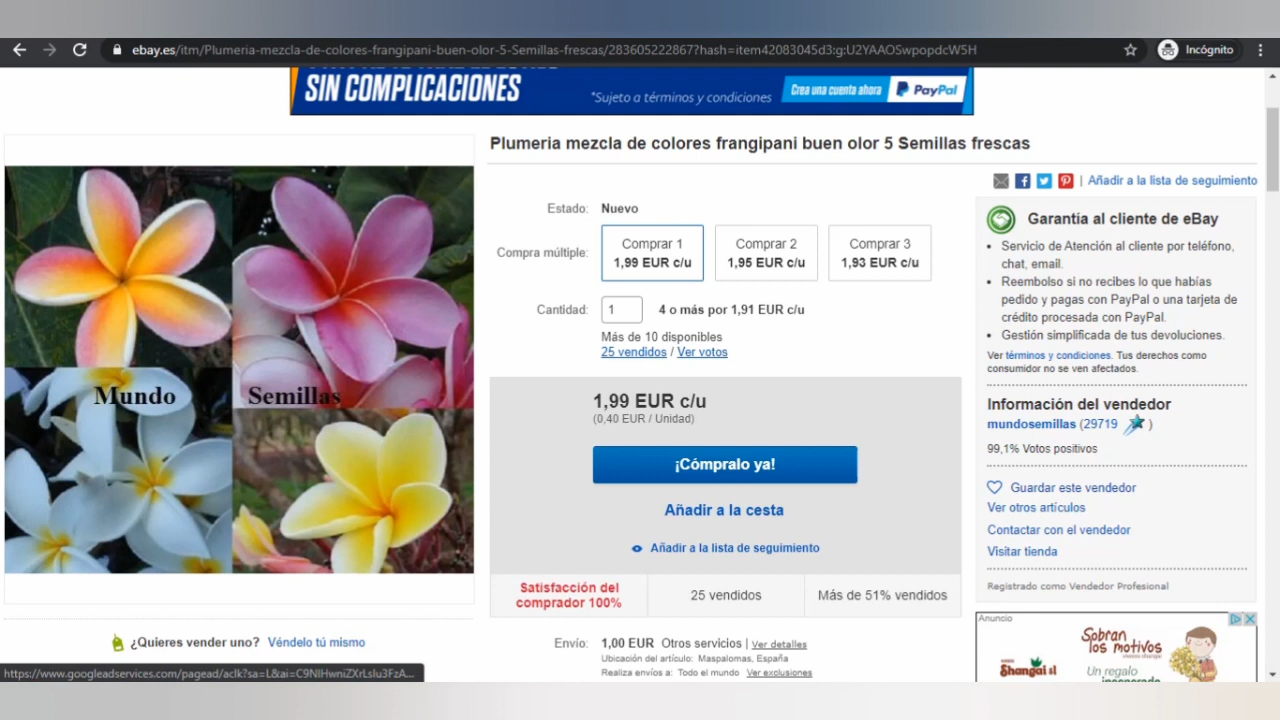 ebay.es/itm/Plumeria-mezcla-de-colores-frangipani-buen-olor-5-Semillas-frescas/283605222867?hash=item42083045d3:g:U2YAAOSwpopdcW5H
Incógnito
SIN COMPLICACIONES
*Sujeto a términos y condiciones
Crea una cuenta ahora
PayPal
Plumeria mezcla de colores frangipani buen olor 5 Semillas frescas
| Añadir a la lista de seguimiento
Mundo Semillas
Estado: Nuevo
Compra múltiple:
Comprar 1
1,99 EUR c/u
Comprar 2
1,95 EUR c/u
Comprar 3
1,93 EUR c/u
Cantidad: 1 4 o más por 1,91 EUR c/u
Más de 10 disponibles
25 vendidos / Ver votos
1,99 EUR c/u
(0,40 EUR / Unidad)
¡Cómpralo ya!
Añadir a la cesta
Añadir a la lista de seguimiento
Satisfacción del
comprador 100%
25 vendidos
Más de 51% vendidos
Envío: 1,00 EUR Otros servicios | Ver detalles
Ubicación del artículo: Maspalomas, España
Realiza envíos a: Todo el mundo Ver exclusiones
¿Quieres vender uno? Véndelo tú mismo
Garantía al cliente de eBay
• Servicio de Atención al cliente por teléfono,
chat, email.
• Reembolso si no recibes lo que habías
pedido y pagas con PayPal o una tarjeta de
crédito procesada con PayPal.
• Gestión simplificada de tus devoluciones.
Ver términos y condiciones. Tus derechos como
consumidor no se ven afectados.
Información del vendedor
mundosemillas (29719 )
99,1% Votos positivos
Guardar este vendedor
Ver otros artículos
Contactar con el vendedor
Visitar tienda
Registrado como Vendedor Profesional
Anuncio
Sobran
los motivos
Shangai sl
Un regalo
https://www.googleadservices.com/pagead/aclk?sa=L&ai=C9NIHwniZXrLsIu3FzA...